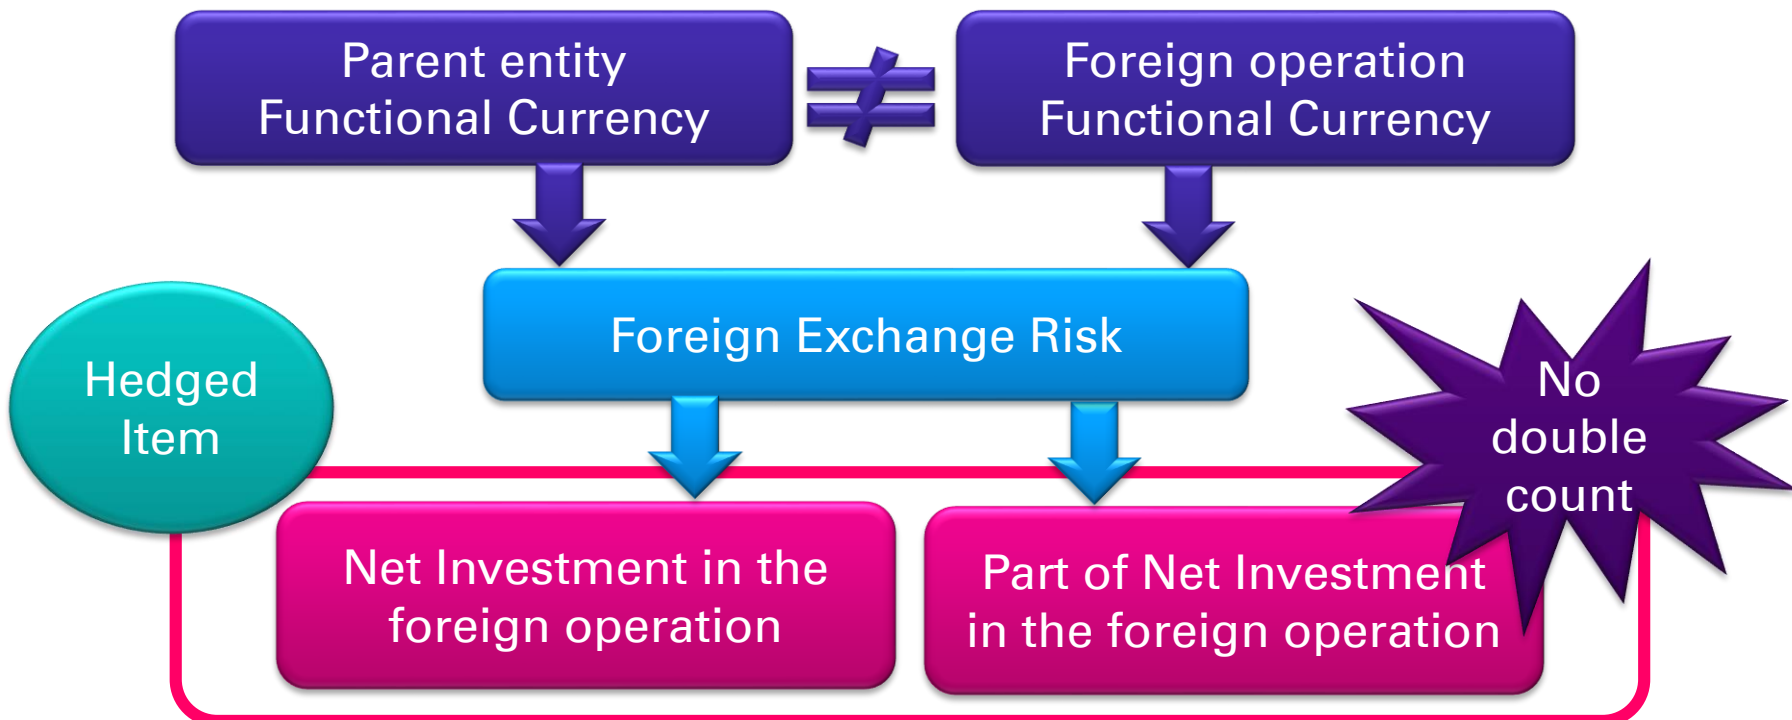 Parent entity
Functional Currency
≠
Foreign operation
Functional Currency
Foreign Exchange Risk
Hedged
Item
No
double
count
Net Investment in the
foreign operation
Part of Net Investment
in the foreign operation